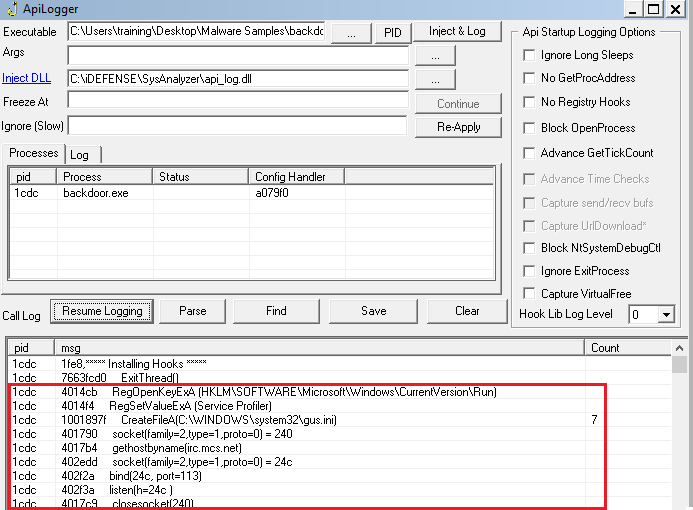 ApiLogger
Executable C:\Users\training\Desktop\Malware Samples\backdc ... PID Inject & Log
Args ...
Inject DLL C:\iDEFENSE\SysAnalyzer\api_log.dll ...
Freeze At Continue
Ignore (Slow) Re-Apply
Api Startup Logging Options
Ignore Long Sleeps
No GetProcAddress
No Registry Hooks
Block OpenProcess
Advance GetTickCount
Advance Time Checks
Capture send/recv bufs
Capture UrlDownload*
Block NtSystemDebugCtl
Ignore ExitProcess
Capture VirtualFree
Hook Lib Log Level 0
Processes Log
pid Process Status Config Handler
1cdc backdoor.exe a079f0
Call Log Resume Logging Parse Find Save Clear
pid msg Count
1cdc 1fe8,***** Installing Hooks *****
1cdc 7663fcd0 ExitThread()
1cdc 4014cb RegOpenKeyExA (HKLM\SOFTWARE\Microsoft\Windows\CurrentVersion\Run)
1cdc 4014f4 RegSetValueExA (Service Profiler)
1cdc 1001897f CreateFileA(C:\WINDOWS\system32\gus.ini) 7
1cdc 401790 socket(family=2,type=1,proto=0) = 240
1cdc 4017b4 gethostbyname(irc.mcs.net)
1cdc 402edd socket(family=2,type=1,proto=0) = 24c
1cdc 402f2a bind(24c, port=113)
1cdc 402f3a listen(h=24c )
1cdc 4017c9 closesocket(240)